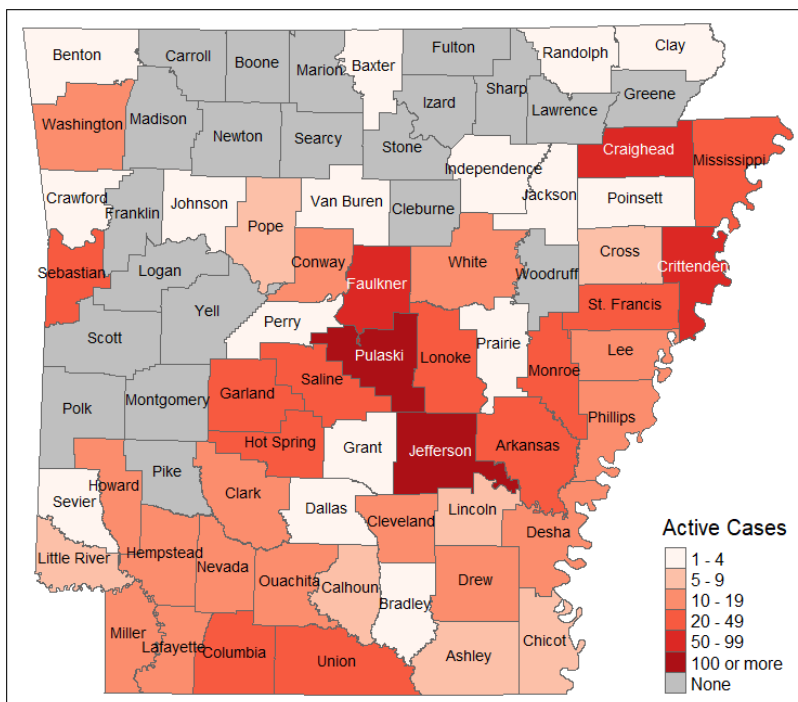 Benton
Carroll
Boone
Marion
Baxter
Fulton
Randolph
Clay
Washington
Madison
Newton
Searcy
Stone
Izard
Sharp
Lawrence
Greene
Crawford
Franklin
Johnson
Pope
Van Buren
Cleburne
Independence
Jackson
Craighead
Mississippi
Poinsett
Sebastian
Logan
Conway
Faulkner
White
Woodruff
Cross
Crittenden
Scott
Yell
Perry
Pulaski
Lonoke
Prairie
St. Francis
Monroe
Lee
Phillips
Polk
Montgomery
Garland
Saline
Hot Spring
Grant
Jefferson
Arkansas
Sevier
Howard
Pike
Clark
Dallas
Cleveland
Lincoln
Desha
Little River
Hempstead
Nevada
Ouachita
Calhoun
Bradley
Drew
Chicot
Miller
Lafayette
Columbia
Union
Ashley
Active Cases
1 - 4
5 - 9
10 - 19
20 - 49
50 - 99
100 or more
None